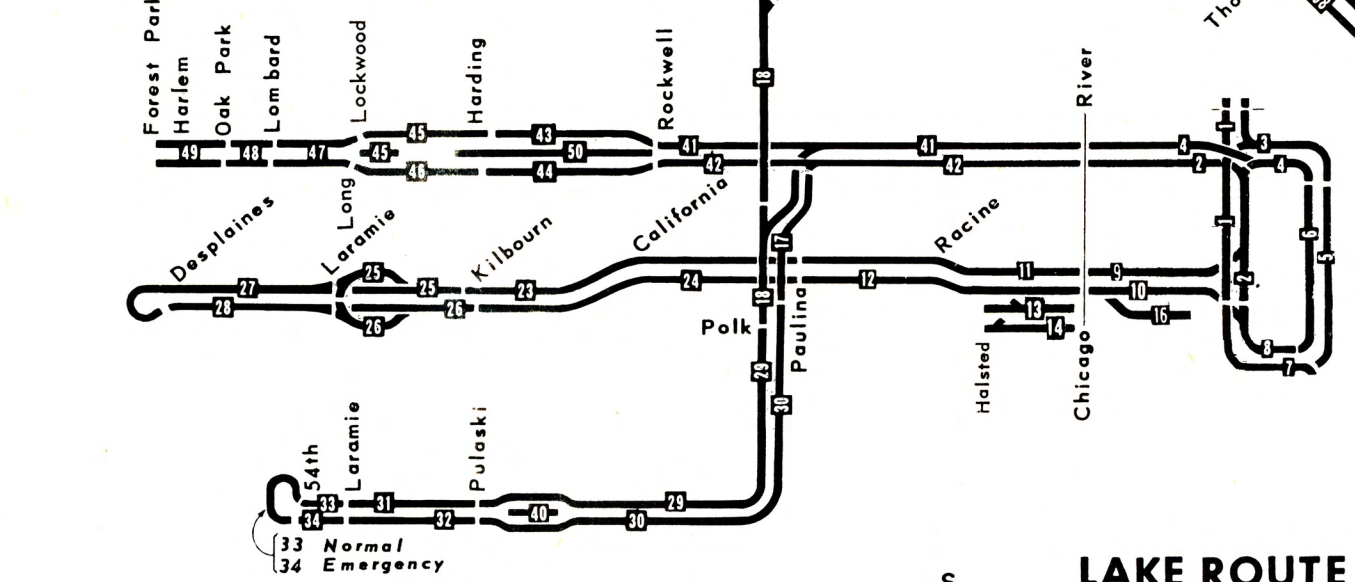 Forest Park
Harlem
Oak Park
Lombard
Lockwood
Harding
Rockwell
River
18
1
3
49
48
47
45
45
46
43
50
44
41
42
41
42
4
2
4
Long
Desplaines
Laramie
Kilbourn
California
Racine
17
1
2
6
5
27
28
25
25
26
26
23
24
12
11
9
10
13
14
16
18
Polk
Paulina
Halsted
Chicago
8
7
29
30
54th
Laramie
Pulaski
33
31
34
32
40
29
30
33 Normal
34 Emergency
LAKE ROUTE